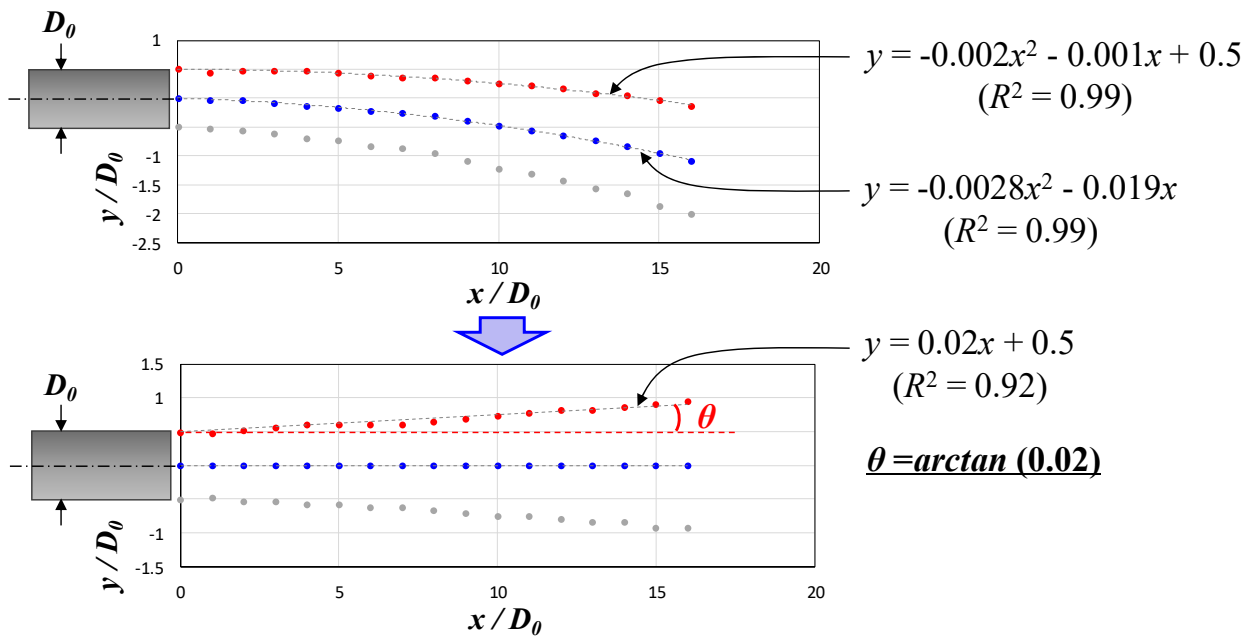 D₀
1
-1
-1.5
-2
-2.5
y / D₀
0
5
10
15
20
x / D₀
y = -0.002x² - 0.001x + 0.5
(R² = 0.99)
y = -0.0028x² - 0.019x
(R² = 0.99)
D₀
1.5
1
-1
-1.5
y / D₀
0
5
10
15
20
x / D₀
θ
y = 0.02x + 0.5
(R² = 0.92)
θ =arctan (0.02)